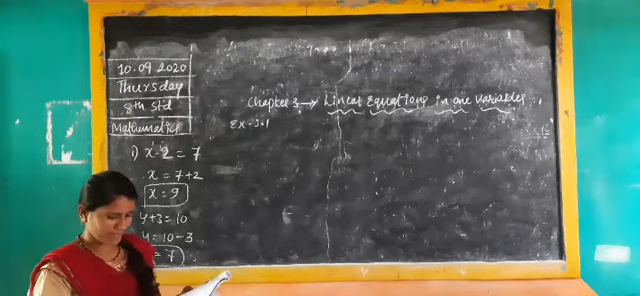 10.09 2020
Thursday
8th std
Mathematics
Chapter 3 → Linear Equations in one variables
Ex-3.1
1) x-2 = 7
x = 7+2
x = 9
y+3 = 10
y = 10-3
= 7